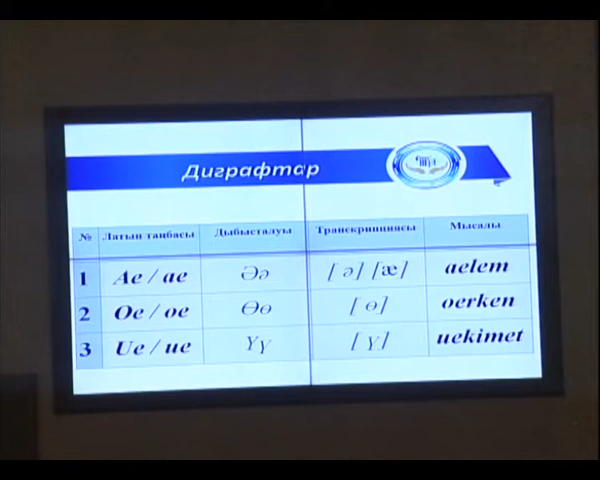 Диграфтар
№ Латын таңбасы Дыбысталуы Транскрипциясы Мысалы
1 Ae / ae Әә [ ә] [æ] aelem
2 Oe / oe Өө [ ө] oerken
3 Ue / ue Үү [ ү] uekimet